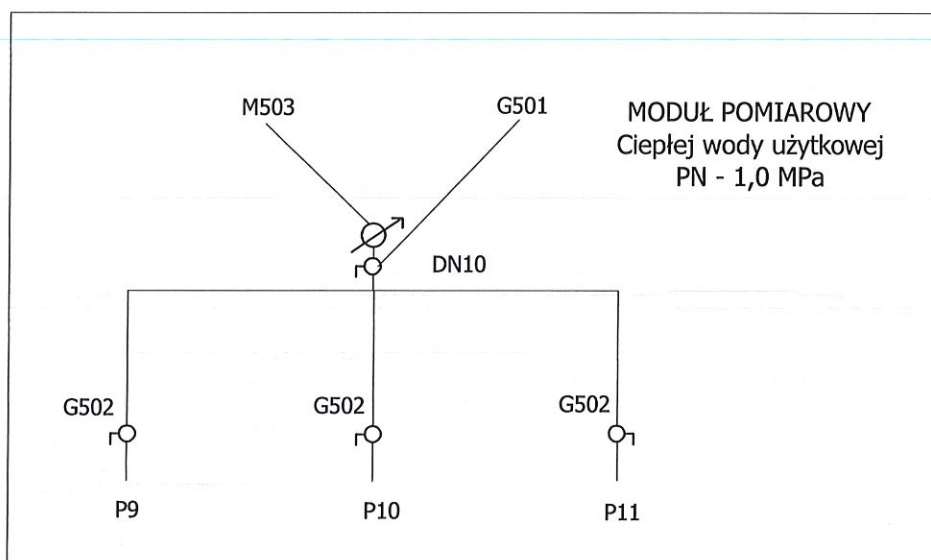 M503
G501
MODUŁ POMIAROWY
Ciepłej wody użytkowej
PN - 1,0 MPa
DN10
G502
G502
G502
P9
P10
P11